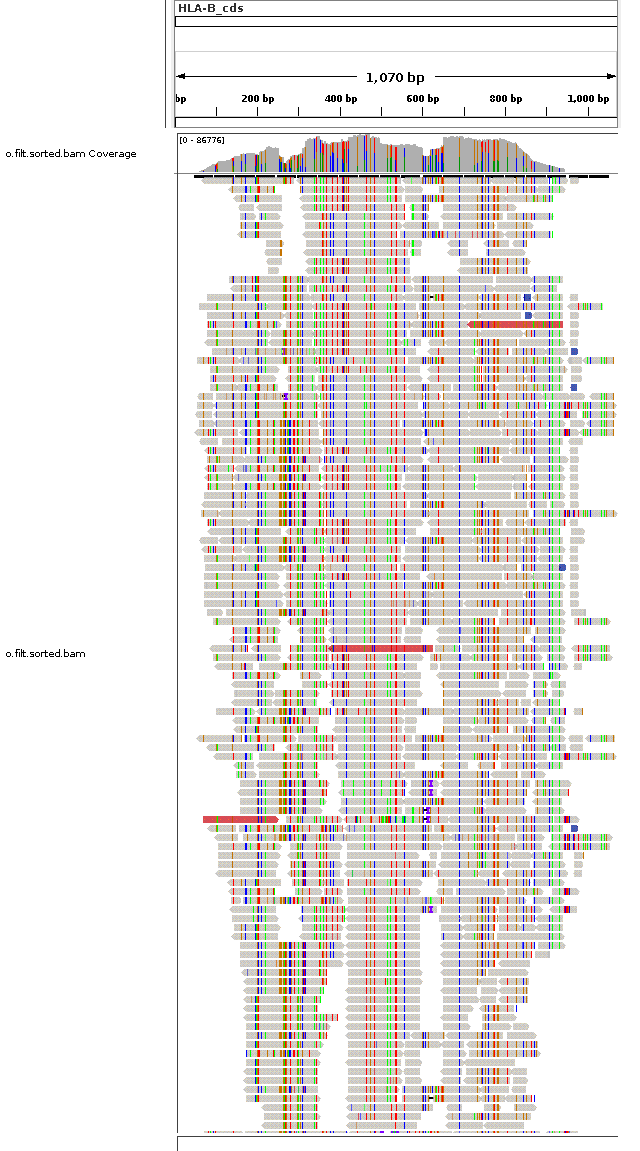 HLA-B_cds
1,070 bp
bp 200 bp 400 bp 600 bp 800 bp 1,000 bp
[0 - 86776]
o.filt.sorted.bam Coverage
o.filt.sorted.bam